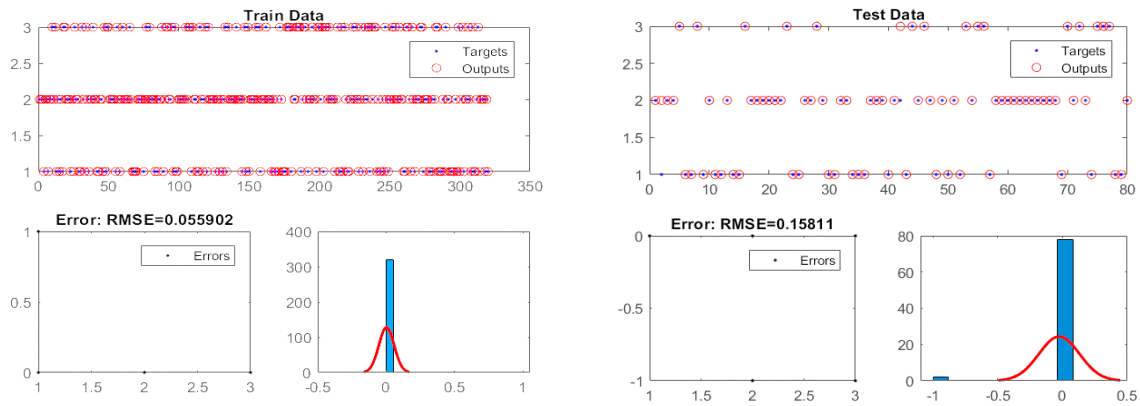 Train Data
3
2.5
2
1.5
1
0 50 100 150 200 250 300 350
Targets
Outputs
Test Data
3
2.5
2
1.5
1
0 10 20 30 40 50 60 70 80
Targets
Outputs
Error: RMSE=0.055902
1
0.5
0
1 1.5 2 2.5 3
Errors
400
300
200
100
0
-0.5 0 0.5 1
Error: RMSE=0.15811
0
-0.5
-1
1 1.5 2 2.5 3
Errors
80
60
40
20
0
-1 -0.5 0 0.5